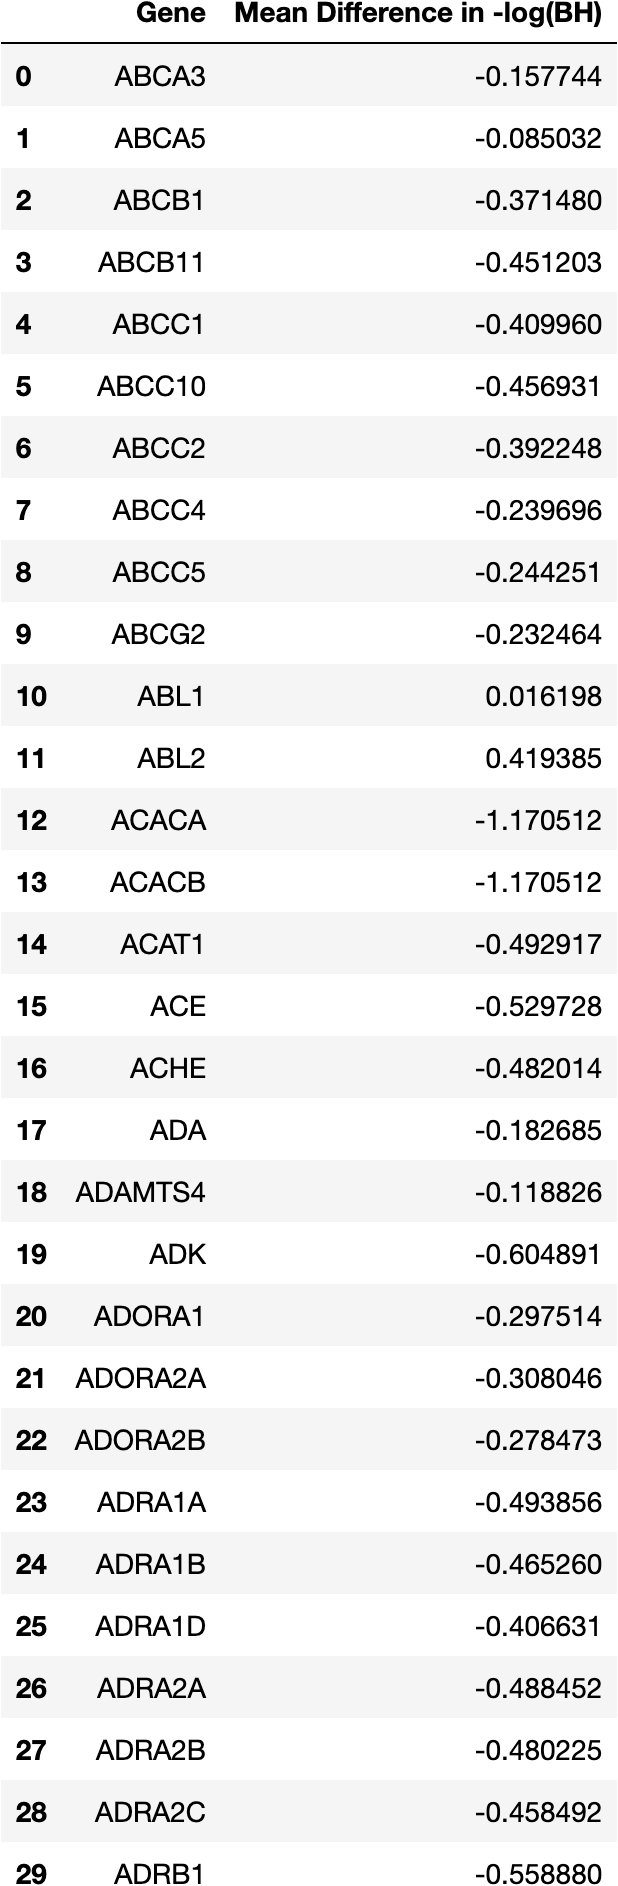 Gene Mean Difference in -log(BH)
0 ABCA3 -0.157744
1 ABCA5 -0.085032
2 ABCB1 -0.371480
3 ABCB11 -0.451203
4 ABCC1 -0.409960
5 ABCC10 -0.456931
6 ABCC2 -0.392248
7 ABCC4 -0.239696
8 ABCC5 -0.244251
9 ABCG2 -0.232464
10 ABL1 0.016198
11 ABL2 0.419385
12 ACACA -1.170512
13 ACACB -1.170512
14 ACAT1 -0.492917
15 ACE -0.529728
16 ACHE -0.482014
17 ADA -0.182685
18 ADAMTS4 -0.118826
19 ADK -0.604891
20 ADORA1 -0.297514
21 ADORA2A -0.308046
22 ADORA2B -0.278473
23 ADRA1A -0.493856
24 ADRA1B -0.465260
25 ADRA1D -0.406631
26 ADRA2A -0.488452
27 ADRA2B -0.480225
28 ADRA2C -0.458492
29 ADRB1 -0.558880